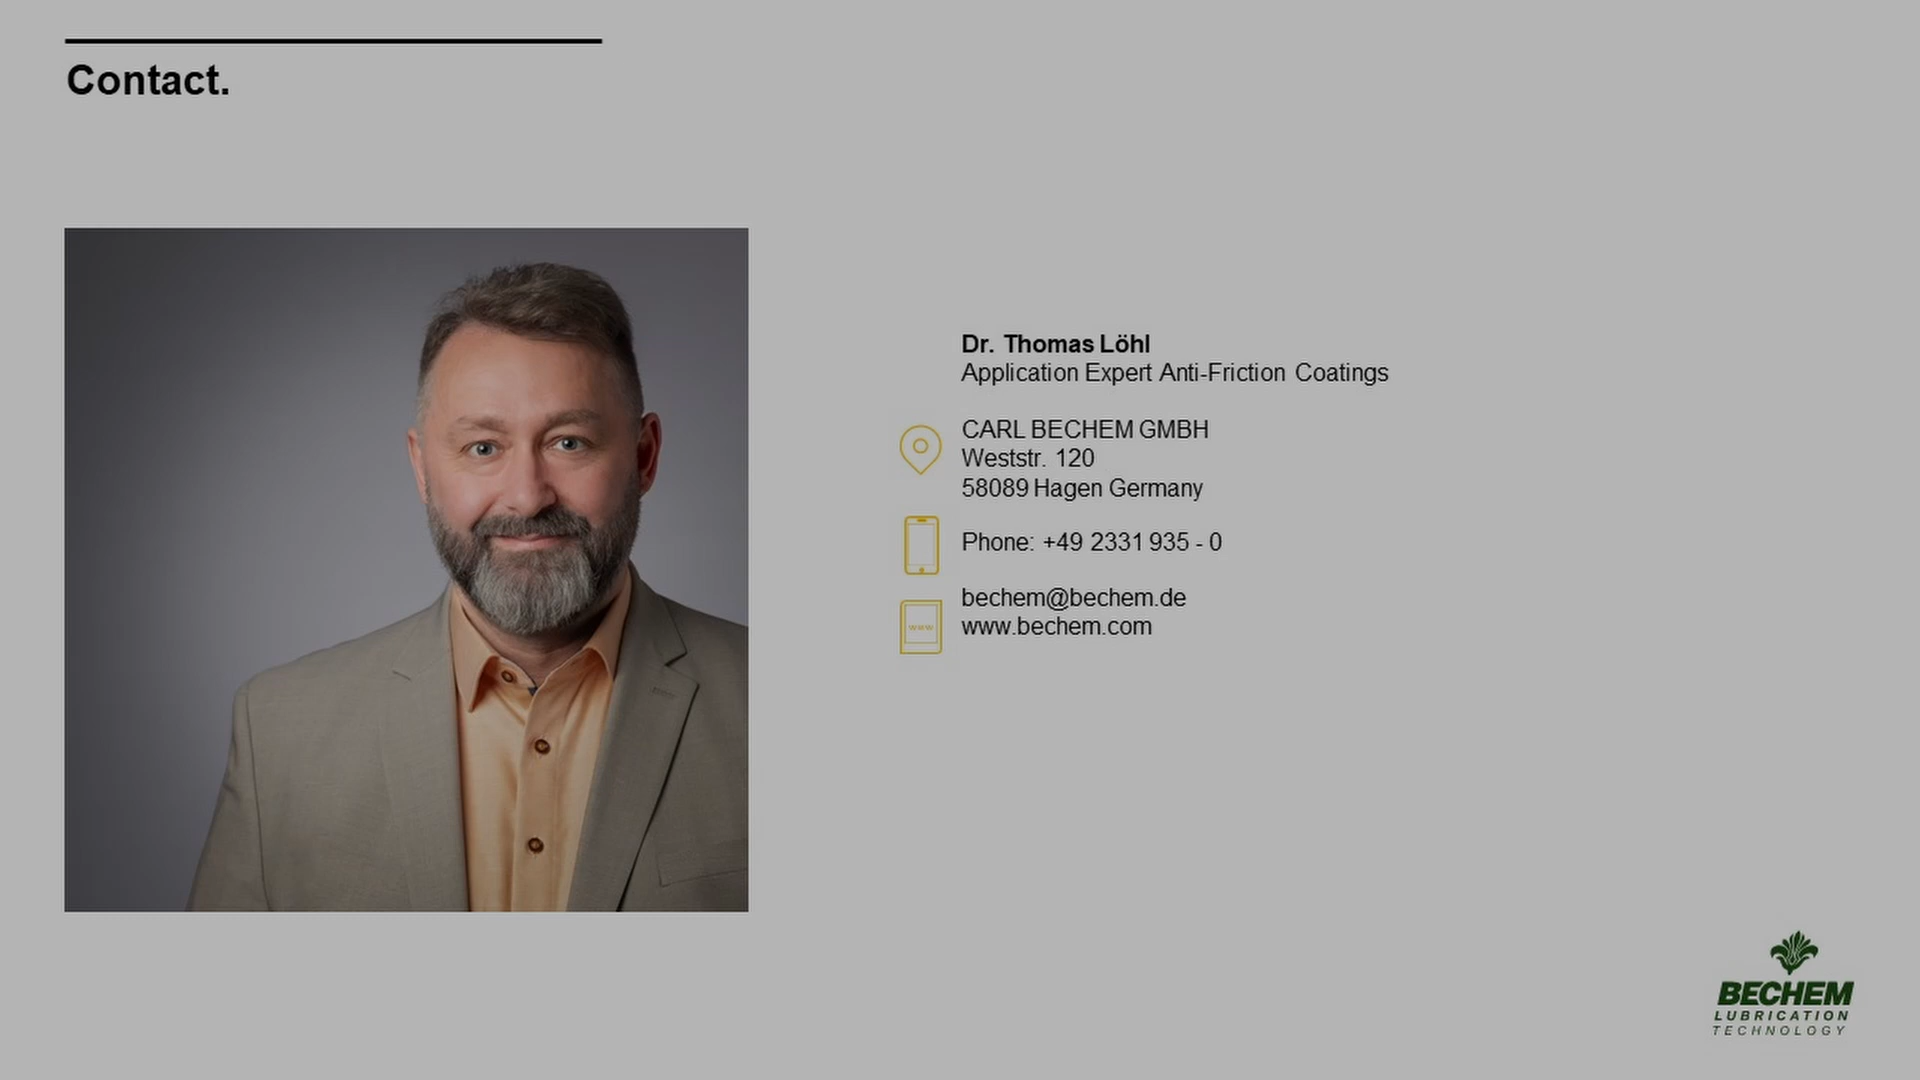 Contact.
Dr. Thomas Löhl
Application Expert Anti-Friction Coatings
CARL BECHEM GMBH
Weststr. 120
58089 Hagen Germany
Phone: +49 2331 935 - 0
bechem@bechem.de
www
www.bechem.com
BECHEM
LUBRICATION
TECHNOLOGY